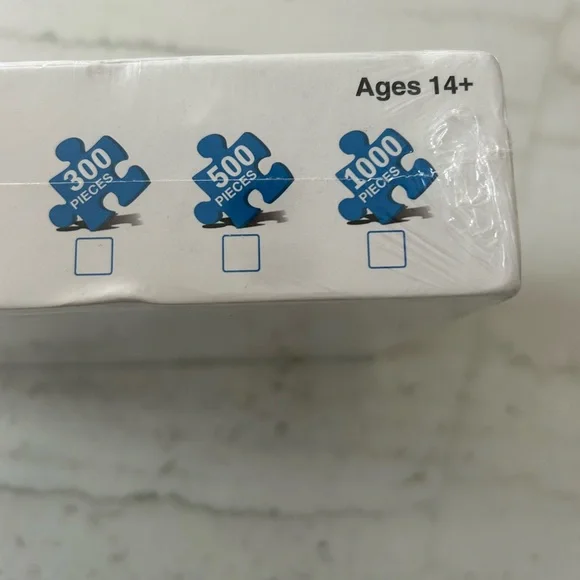 Ages 14+
300
PIECES
500
PIECES
1000
PIECES